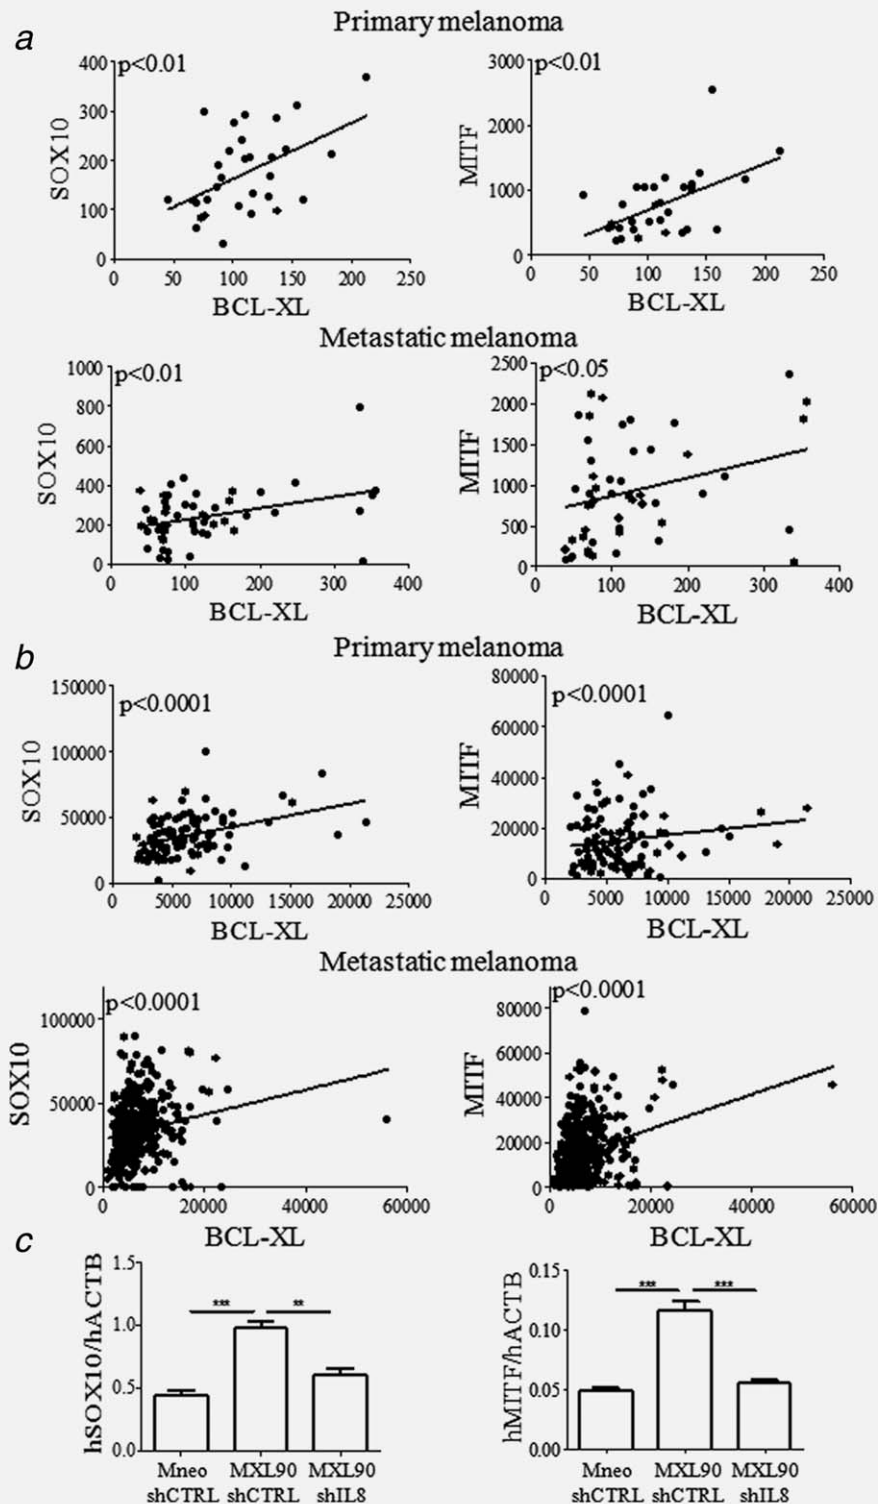 a
Primary melanoma
p<0.01
SOX10
400
300
200
100
0
0 50 100 150 200 250
BCL-XL
p<0.01
MITF
3000
2000
1000
0
0 50 100 150 200 250
BCL-XL
Metastatic melanoma
p<0.01
SOX10
1000
800
600
400
200
0
0 100 200 300 400
BCL-XL
p<0.05
MITF
2500
2000
1500
1000
500
0
0 100 200 300 400
BCL-XL
b
Primary melanoma
p<0.0001
SOX10
150000
100000
50000
0
0 5000 10000 15000 20000 25000
BCL-XL
p<0.0001
MITF
80000
60000
40000
20000
0
0 5000 10000 15000 20000 25000
BCL-XL
Metastatic melanoma
p<0.0001
SOX10
100000
50000
0
0 20000 40000 60000
BCL-XL
p<0.0001
MITF
80000
60000
40000
20000
0
0 20000 40000 60000
BCL-XL
c
hSOX10/hACTB
1.5
1.0
0.5
0.0
*** **
Mneo MXL90 MXL90
shCTRL shCTRL shIL8
hMITF/hACTB
0.15
0.10
0.05
0.00
*** ***
Mneo MXL90 MXL90
shCTRL shCTRL shIL8